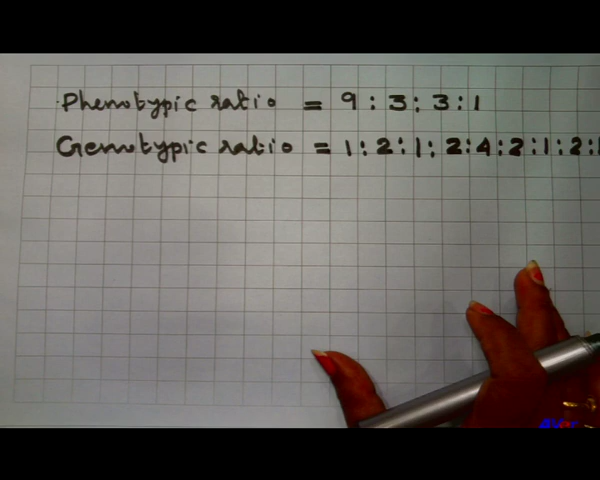 Phenotypic ratio = 9 : 3 : 3 : 1
Genotypic ratio = 1 : 2 : 1 : 2 : 4 : 2 : 1 : 2 :